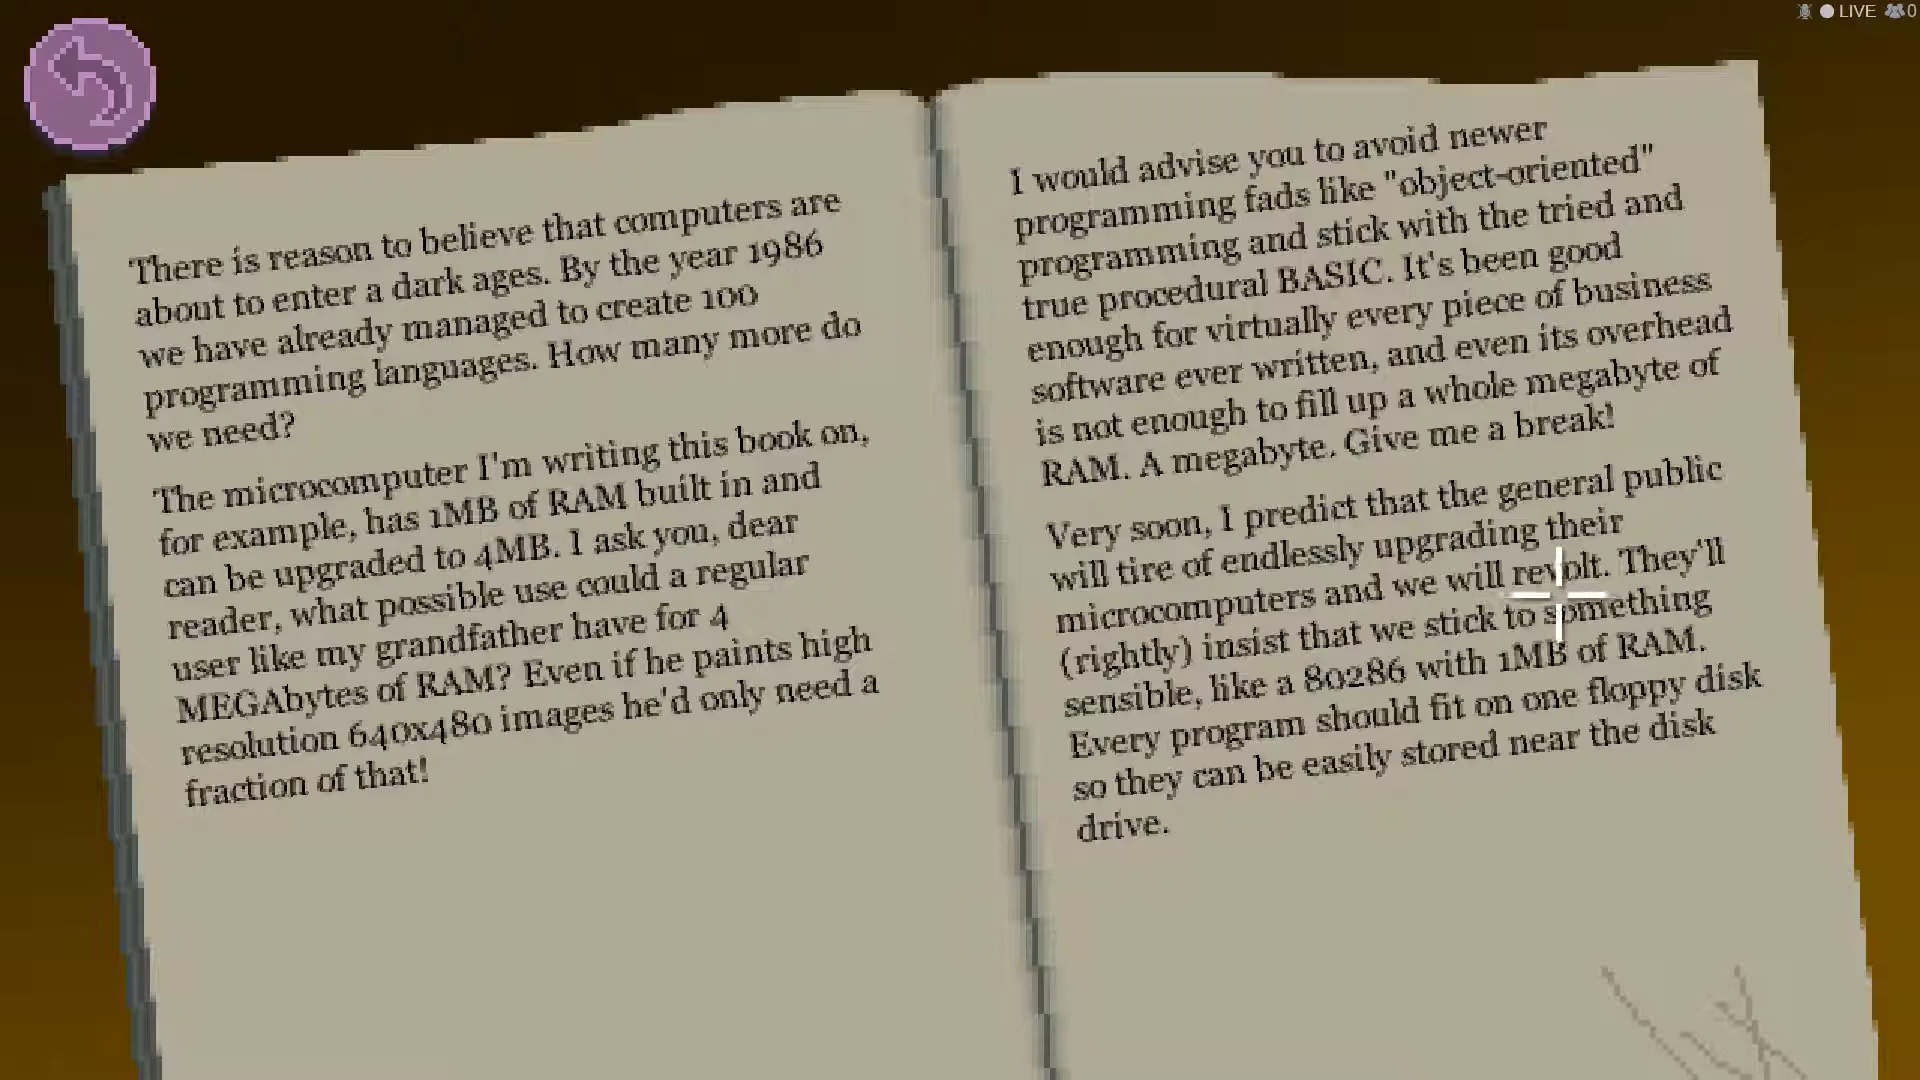 LIVE 0
There is reason to believe that computers are
about to enter a dark ages. By the year 1986
we have already managed to create 100
programming languages. How many more do
we need?
The microcomputer I'm writing this book on,
for example, has 1MB of RAM built in and
can be upgraded to 4MB. I ask you, dear
reader, what possible use could a regular
user like my grandfather have for 4
MEGAbytes of RAM? Even if he paints high
resolution 640x480 images he'd only need a
fraction of that!
I would advise you to avoid newer
programming fads like "object-oriented"
programming and stick with the tried and
true procedural BASIC. It's been good
enough for virtually every piece of business
software ever written, and even its overhead
is not enough to fill up a whole megabyte of
RAM. A megabyte. Give me a break!
Very soon, I predict that the general public
will tire of endlessly upgrading their
microcomputers and we will revolt. They'll
(rightly) insist that we stick to something
sensible, like a 80286 with 1MB of RAM.
Every program should fit on one floppy disk
so they can be easily stored near the disk
drive.